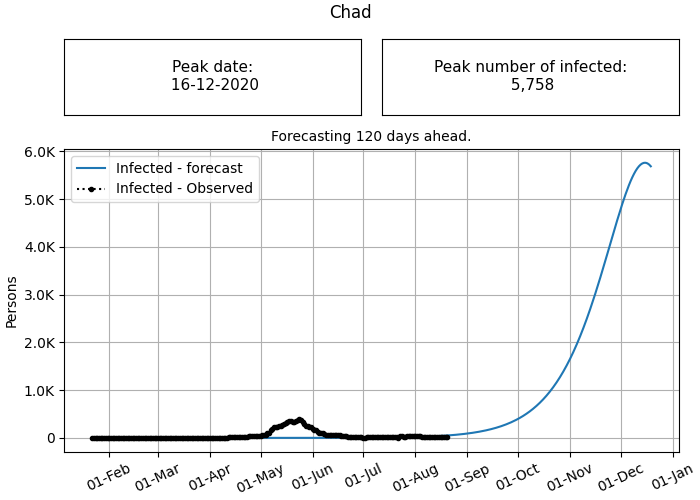 Chad
Peak date:
16-12-2020
Peak number of infected:
5,758
Forecasting 120 days ahead.
Infected - forecast
Infected - Observed
6.0K
5.0K
4.0K
3.0K
2.0K
1.0K
0
Persons
01-Feb
01-Mar
01-Apr
01-May
01-Jun
01-Jul
01-Aug
01-Sep
01-Oct
01-Nov
01-Dec
01-Jan